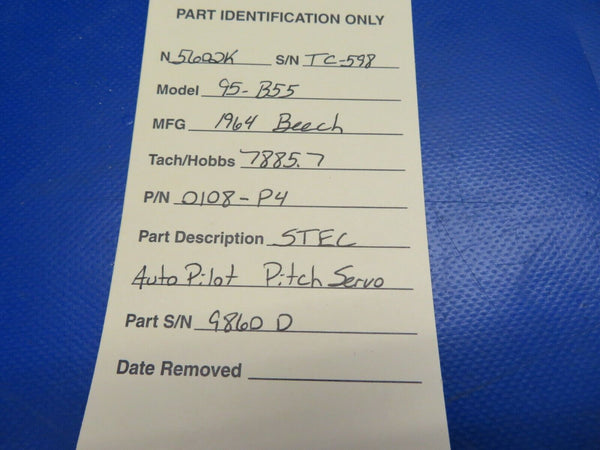 PART IDENTIFICATION ONLY
N 5602K S/N TC-598
Model 95-B55
MFG 1964 Beech
Tach/Hobbs 7885.7
P/N 0108-P4
Part Description STEC
Auto Pilot Pitch Servo
Part S/N 9860 D
Date Removed